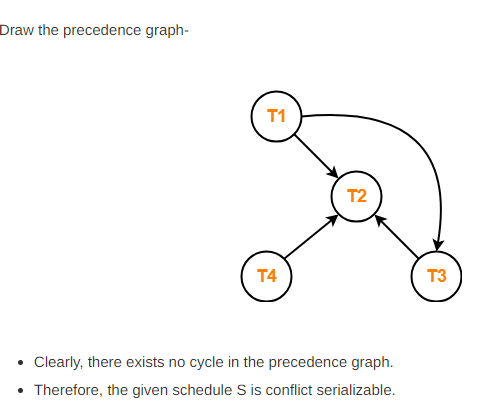 Draw the precedence graph-
T1
T2
T4
T3
Clearly, there exists no cycle in the precedence graph.
Therefore, the given schedule S is conflict serializable.